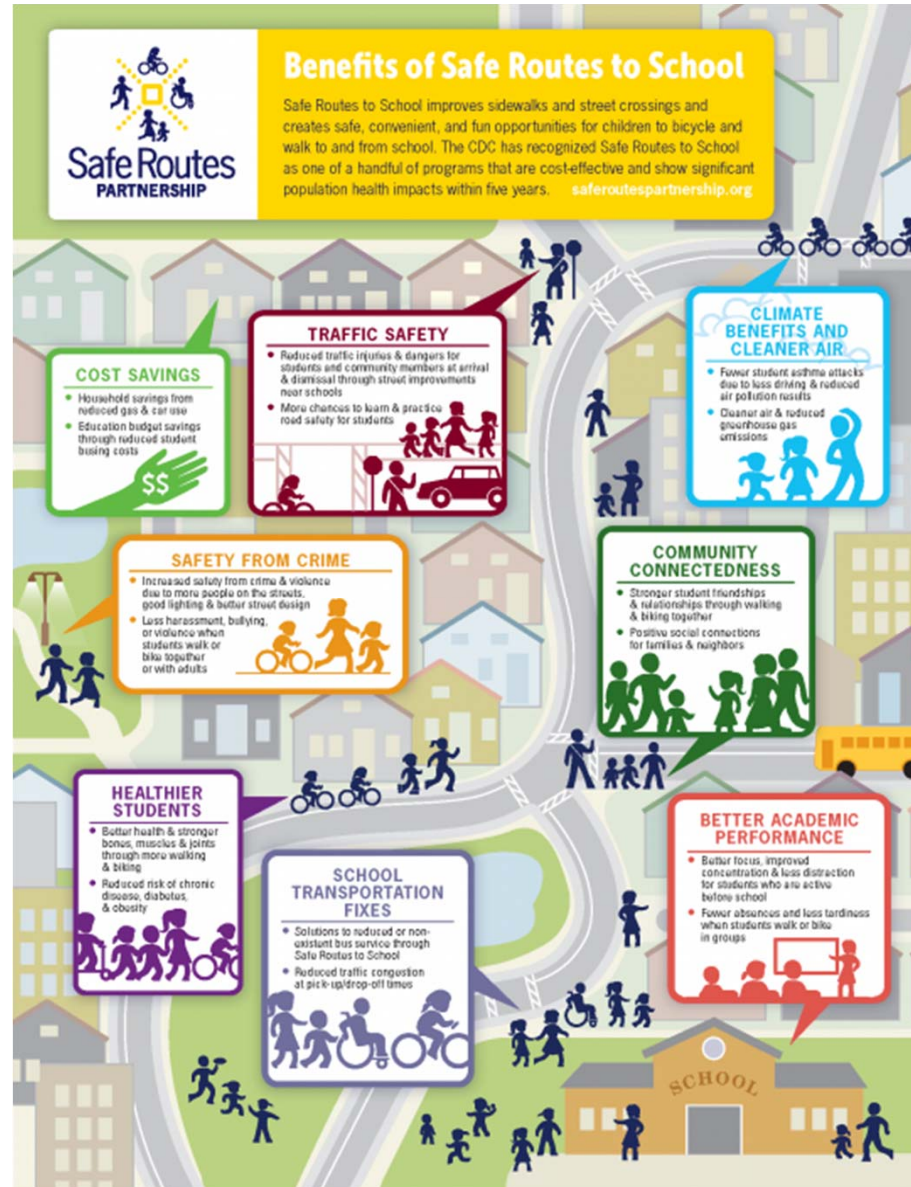 Safe Routes
PARTNERSHIP
Benefits of Safe Routes to School
Safe Routes to School improves sidewalks and street crossings and
creates safe, convenient, and fun opportunities for children to bicycle and
walk to and from school. The CDC has recognized Safe Routes to School
as one of a handful of programs that are cost-effective and show significant
population health impacts within five years. saferoutespartnership.org
COST SAVINGS
• Household savings from
reduced gas & car use
• Education budget savings
through reduced student
busing costs
$$
TRAFFIC SAFETY
• Reduced traffic injuries & dangers for
students and community members at arrival
& dismissal through street improvements
near schools
• More chances to learn & practice
road safety for students
CLIMATE
BENEFITS AND
CLEANER AIR
• Fewer student asthma attacks
due to less driving & reduced
air pollution results
• Cleaner air & reduced
greenhouse gas
emissions
SAFETY FROM CRIME
• Increased safety from crime & violence
due to more people on the streets,
good lighting & better street design
• Less harassment, bullying,
or violence when
students walk or
bike together
or with adults
COMMUNITY
CONNECTEDNESS
• Stronger student friendships
& relationships through walking
& biking together
• Positive social connections
for families & neighbors
HEALTHIER
STUDENTS
• Better health & stronger
bones, muscles & joints
through more walking
& biking
• Reduced risk of chronic
disease, diabetes,
& obesity
SCHOOL
TRANSPORTATION
FIXES
• Solutions to reduced or non-
existent bus service through
Safe Routes to School
• Reduced traffic congestion
at pick-up/drop-off times
BETTER ACADEMIC
PERFORMANCE
• Better focus, improved
concentration & less distraction
for students who are active
before school
• Fewer absences and less tardiness
when students walk or bike
in groups
SCHOOL